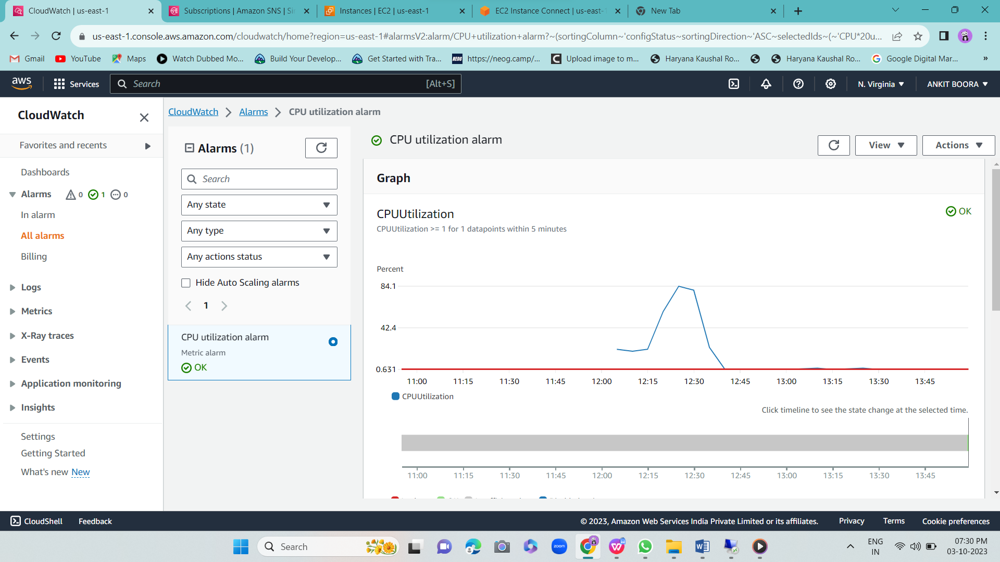 CloudWatch | us-east-1
Subscriptions | Amazon SNS | Si
Instances | EC2 | us-east-1
EC2 Instance Connect | us-east-
New Tab
us-east-1.console.aws.amazon.com/cloudwatch/home?region=us-east-1#alarmsV2:alarm/CPU+utilization+alarm?~(sortingColumn~'configStatus~sortingDirection~'ASC~selectedIds~(~'CPU*20u...
Gmail
YouTube
Maps
Watch Dubbed Mo...
Build Your Develop...
Get Started with Tra...
NEOG
https://neog.camp/...
Upload image to m...
Haryana Kaushal Ro...
Haryana Kaushal Ro...
Google Digital Mar...
»
aws
Services
Search
[Alt+S]
N. Virginia
ANKIT BOORA
CloudWatch
Favorites and recents
Dashboards
Alarms 0 1 0
In alarm
All alarms
Billing
Logs
Metrics
X-Ray traces
Events
Application monitoring
Insights
Settings
Getting Started
What's new New
CloudWatch > Alarms > CPU utilization alarm
Alarms (1)
Search
Any state
Any type
Any actions status
Hide Auto Scaling alarms
1
CPU utilization alarm
Metric alarm
OK
CPU utilization alarm
View
Actions
Graph
CPUUtilization
OK
CPUUtilization >= 1 for 1 datapoints within 5 minutes
Percent
84.1
42.4
0.631
11:00 11:15 11:30 11:45 12:00 12:15 12:30 12:45 13:00 13:15 13:30 13:45
CPUUtilization
Click timeline to see the state change at the selected time.
11:00 11:15 11:30 11:45 12:00 12:15 12:30 12:45 13:00 13:15 13:30 13:45
CloudShell
Feedback
© 2023, Amazon Web Services India Private Limited or its affiliates.
Privacy
Terms
Cookie preferences
Search
zoom
ENG
IN
07:30 PM
03-10-2023